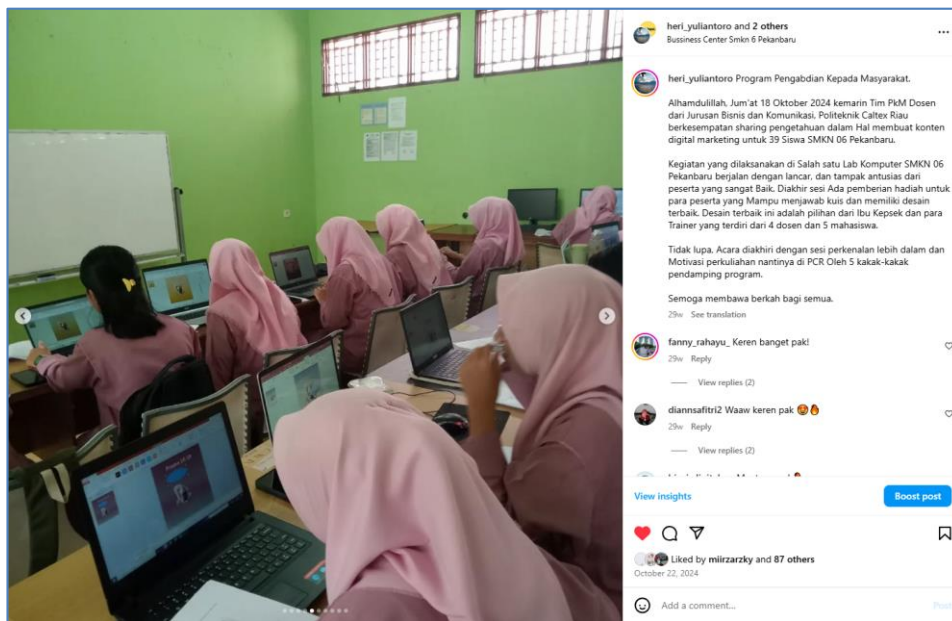 heri_yuliantoro and 2 others
Bussiness Center Smkn 6 Pekanbaru
heri_yuliantoro Program Pengabdian Kepada Masyarakat.
Alhamdulillah, Jum'at 18 Oktober 2024 kemarin Tim PkM Dosen
dari Jurusan Bisnis dan Komunikasi, Politeknik Caltex Riau
berkesempatan sharing pengetahuan dalam Hal membuat konten
digital marketing untuk 39 Siswa SMKN 06 Pekanbaru.
Kegiatan yang dilaksanakan di Salah satu Lab Komputer SMKN 06
Pekanbaru berjalan dengan lancar, dan tampak antusias dari
peserta yang sangat Baik. Diakhir sesi Ada pemberian hadiah untuk
para peserta yang Mampu menjawab kuis dan memiliki desain
terbaik. Desain terbaik ini adalah pilihan dari Ibu Kepsek dan para
Trainer yang terdiri dari 4 dosen dan 5 mahasiswa.
Tidak lupa. Acara diakhiri dengan sesi perkenalan lebih dalam dan
Motivasi perkuliahan nantinya di PCR Oleh 5 kakak-kakak
pendamping program.
Semoga membawa berkah bagi semua.
29w See translation
fanny_rahayu_ Keren banget pak!
29w Reply
View replies (2)
diannsafitri2 Waaw keren pak 😍🔥
29w Reply
View replies (2)
View insights
Boost post
Liked by miirzarzky and 87 others
October 22, 2024
Add a comment...
Post